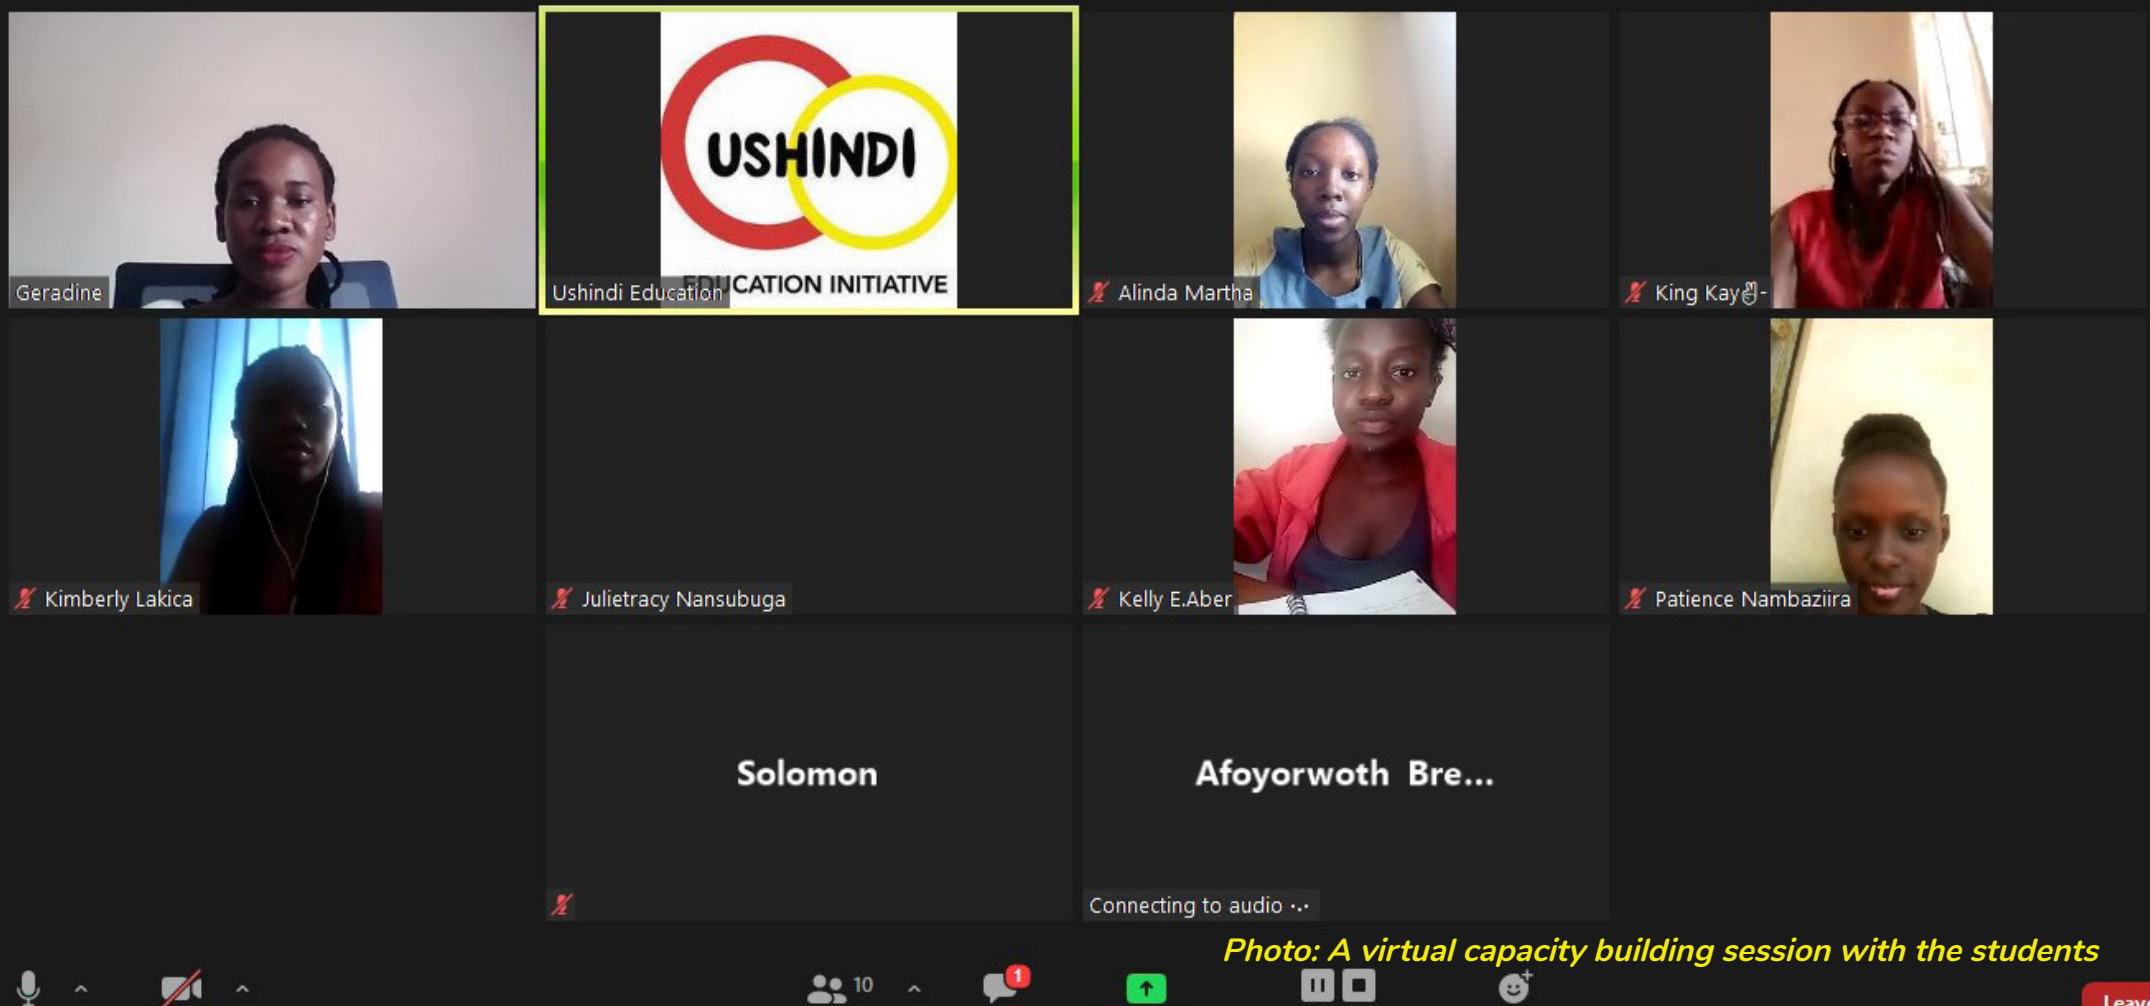 Geradine
USHINDI
EDUCATION INITIATIVE
Ushindi Education
Alinda Martha
King Kay✌-
Kimberly Lakica
Julietracy Nansubuga
Kelly E.Aber
Patience Nambaziira
Solomon
Afoyorwoth Bre...
Connecting to audio
Photo: A virtual capacity building session with the students
10
1
Leave